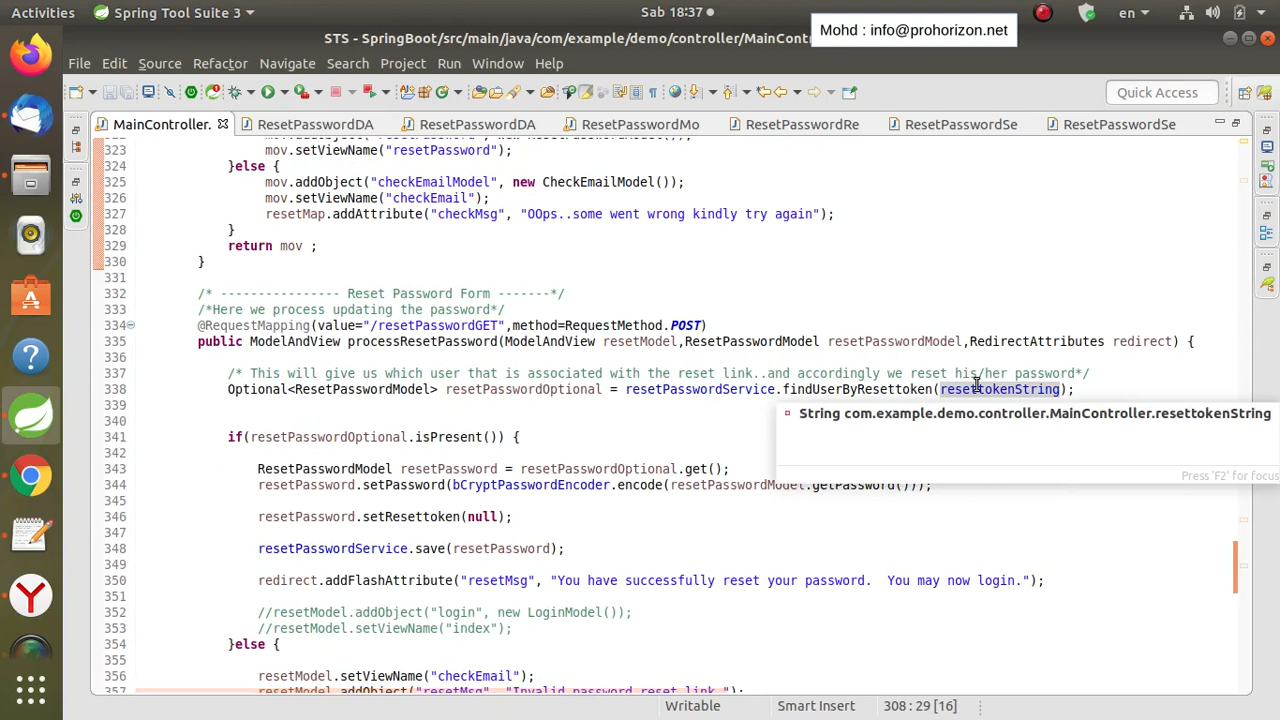 Activities Spring Tool Suite 3 Sab 18:37 en
Mohd : info@prohorizon.net
STS - SpringBoot/src/main/java/com/example/demo/controller/MainContr
File Edit Source Refactor Navigate Search Project Run Window Help
Quick Access
MainController. ResetPasswordDA ResetPasswordDA ResetPasswordMo ResetPasswordRe ResetPasswordSe ResetPasswordSe
323 mov.setViewName("resetPassword");
324 }else {
325 mov.addObject("checkEmailModel", new CheckEmailModel());
326 mov.setViewName("checkEmail");
327 resetMap.addAttribute("checkMsg", "OOps..some went wrong kindly try again");
328 }
329 return mov ;
330 }
331
332 /* --------------- Reset Password Form -------*/
333 /*Here we process updating the password*/
334 @RequestMapping(value="/resetPasswordGET",method=RequestMethod.POST)
335 public ModelAndView processResetPassword(ModelAndView resetModel,ResetPasswordModel resetPasswordModel,RedirectAttributes redirect) {
336
337 /* This will give us which user that is associated with the reset link..and accordingly we reset his/her password*/
338 Optional<ResetPasswordModel> resetPasswordOptional = resetPasswordService.findUserByResettoken(resettokenString);
339
String com.example.demo.controller.MainController.resettokenString
340
341 if(resetPasswordOptional.isPresent()) {
342
343 ResetPasswordModel resetPassword = resetPasswordOptional.get();
Press 'F2' for focus
344 resetPassword.setPassword(bCryptPasswordEncoder.encode(resetPasswordModel.getPassword()));
345
346 resetPassword.setResettoken(null);
347
348 resetPasswordService.save(resetPassword);
349
350 redirect.addFlashAttribute("resetMsg", "You have successfully reset your password.  You may now login.");
351
352 //resetModel.addObject("login", new LoginModel());
353 //resetModel.setViewName("index");
354 }else {
355
356 resetModel.setViewName("checkEmail");
357 resetModel.addObject("resetMsg", "Invalid password reset link.");
Writable Smart Insert 308 : 29 [16]